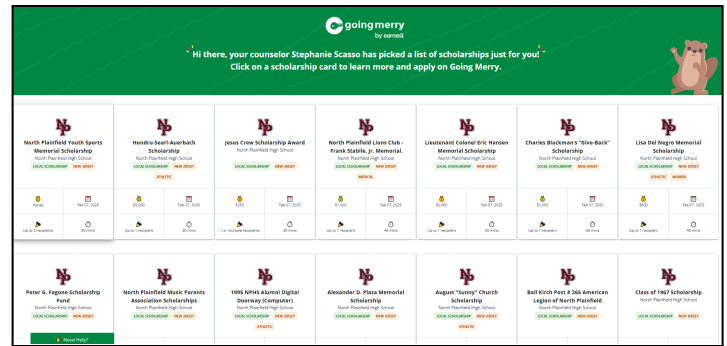 going merry
by earnest
Hi there, your counselor Stephanie Scasso has picked a list of scholarships just for you!
Click on a scholarship card to learn more and apply on Going Merry.
NP
North Plainfield Youth Sports
Memorial Scholarship
North Plainfield High School
LOCAL SCHOLARSHIP NEW JERSEY
Varies
Feb 07, 2025
Up to 2 recipients
30 mins
NP
Hondru-Searl-Auerbach
Scholarship
North Plainfield High School
LOCAL SCHOLARSHIP NEW JERSEY
ATHLETIC
$2,000
Feb 07, 2025
Up to 1 recipient
30 mins
NP
Jesus Crew Scholarship Award
North Plainfield High School
LOCAL SCHOLARSHIP NEW JERSEY
$250
Feb 07, 2025
1 or multiple recipients
30 mins
NP
North Plainfield Lions Club -
Frank Stabile, Jr. Memorial..
North Plainfield High School
LOCAL SCHOLARSHIP NEW JERSEY
MEDICAL
$1,000
Feb 07, 2025
Up to 1 recipient
45 mins
NP
Lieutenant Colonel Eric Hansen
Memorial Scholarship
North Plainfield High School
LOCAL SCHOLARSHIP NEW JERSEY
$2,000
Feb 07, 2025
Up to 1 recipient
30 mins
NP
Charles Blackman's "Give-Back"
Scholarship
North Plainfield High School
LOCAL SCHOLARSHIP NEW JERSEY
$1,000
Feb 07, 2025
Up to 1 recipient
30 mins
NP
Lisa Del Negro Memorial
Scholarship
North Plainfield High School
LOCAL SCHOLARSHIP NEW JERSEY
ATHLETIC WOMEN
$500
Feb 07, 2025
Up to 1 recipient
45 mins
NP
Peter G. Fagone Scholarship
Fund
North Plainfield High School
LOCAL SCHOLARSHIP NEW JERSEY
NP
North Plainfield Music Parents
Association Scholarships
North Plainfield High School
LOCAL SCHOLARSHIP NEW JERSEY
NP
1995 NPHS Alumni Digital
Doorway (Computer)..
North Plainfield High School
LOCAL SCHOLARSHIP NEW JERSEY
ATHLETIC
NP
Alexander D. Plaza Memorial
Scholarship
North Plainfield High School
LOCAL SCHOLARSHIP NEW JERSEY
NP
August "Sunny" Church
Scholarship
North Plainfield High School
LOCAL SCHOLARSHIP NEW JERSEY
ATHLETIC
NP
Ball Kirch Post # 265 American
Legion of North Plainfield..
North Plainfield High School
LOCAL SCHOLARSHIP NEW JERSEY
NP
Class of 1967 Scholarship
North Plainfield High School
LOCAL SCHOLARSHIP NEW JERSEY
Need Help?